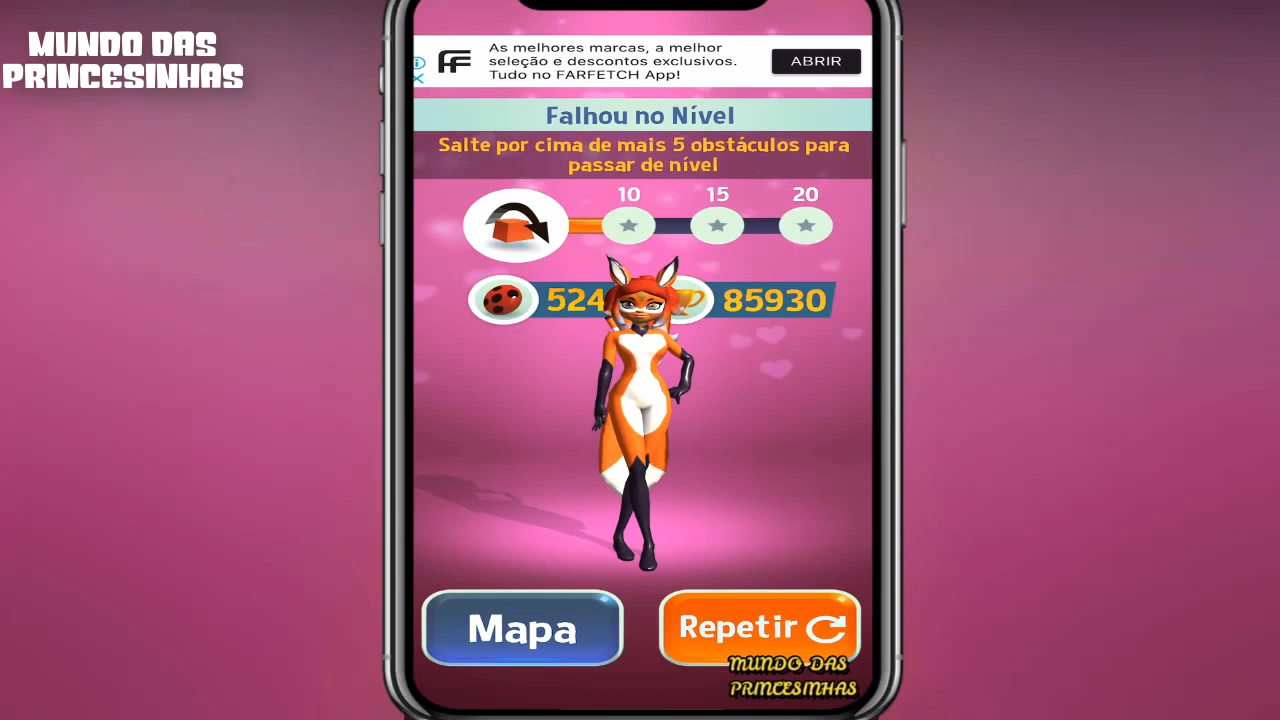 MUNDO DAS
PRINCESINHAS
FF
As melhores marcas, a melhor
seleção e descontos exclusivos.
Tudo no FARFETCH App!
ABRIR
Falhou no Nível
Salte por cima de mais 5 obstáculos para
passar de nível
10 15 20
524 85930
Mapa
Repetir
MUNDO DAS
PRINCESINHAS